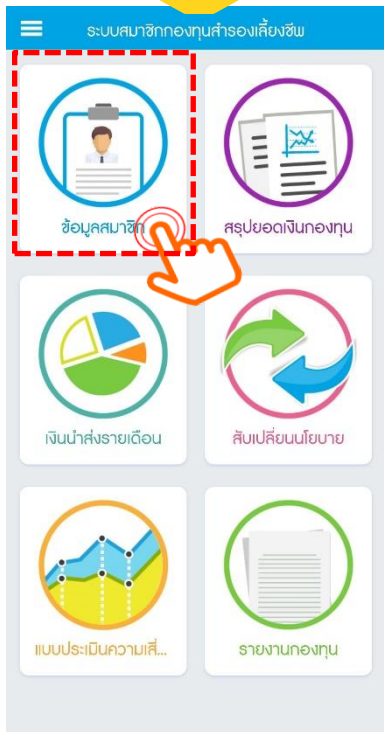 ระบบสมาชิกกองทุนสำรองเลี้ยงชีพ
ข้อมูลสมาชิก
สรุปยอดเงินกองทุน
เงินนำส่งรายเดือน
สับเปลี่ยนนโยบาย
แบบประเมินความเสี่...
รายงานกองทุน